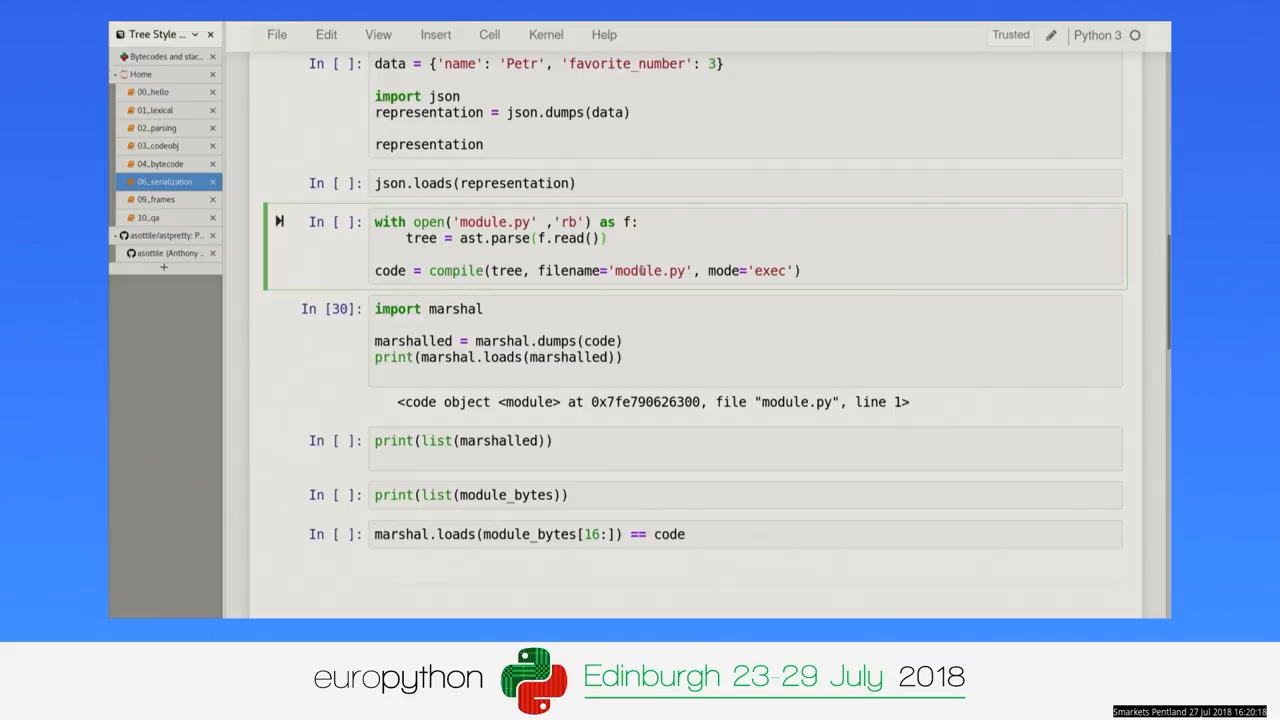 Tree Style ...
File Edit View Insert Cell Kernel Help Trusted Python 3
Bytecodes and stac...
Home
00_hello
01_lexical
02_parsing
03_codeobj
04_bytecode
06_serialization
09_frames
10_qa
asottile/astpretty: P...
asottile (Anthony ...
In [ ]: data = {'name': 'Petr', 'favorite_number': 3}
import json
representation = json.dumps(data)
representation
In [ ]: json.loads(representation)
In [ ]: with open('module.py' ,'rb') as f:
tree = ast.parse(f.read())
code = compile(tree, filename='module.py', mode='exec')
In [30]: import marshal
marshalled = marshal.dumps(code)
print(marshal.loads(marshalled))
<code object <module> at 0x7fe790626300, file "module.py", line 1>
In [ ]: print(list(marshalled))
In [ ]: print(list(module_bytes))
In [ ]: marshal.loads(module_bytes[16:]) == code
europython Edinburgh 23-29 July 2018
Smarkets Pentland 27 Jul 2018 16:20:18